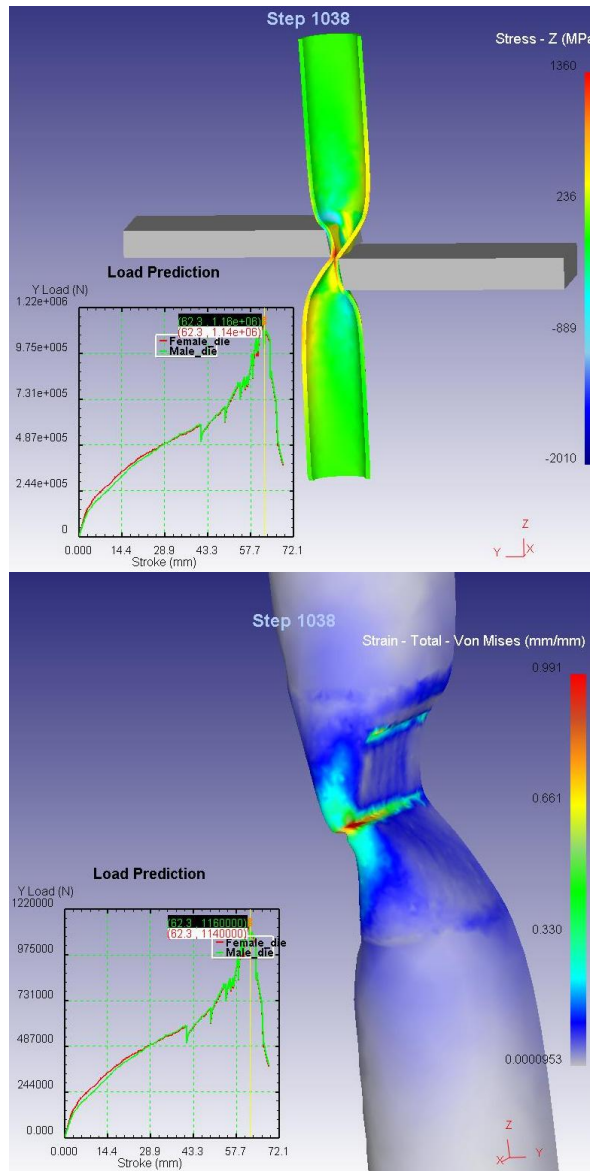 Step 1038
Stress - Z (MPa
1360
236
-889
-2010
Load Prediction
Y Load (N)
1.22e+006
9.75e+005
7.31e+005
4.87e+005
2.44e+005
0
(62.3 , 1.16e+06)
(62.3 , 1.14e+06)
Female_die
Male_die
0.000 14.4 28.9 43.3 57.7 72.1
Stroke (mm)
Z
Y X
Step 1038
Strain - Total - Von Mises (mm/mm)
0.991
0.661
0.330
0.0000953
Load Prediction
Y Load (N)
1220000
975000
731000
487000
244000
0.000
(62.3 , 1160000)
(62.3 , 1140000)
Female_die
Male_die
0.000 14.4 28.9 43.3 57.7 72.1
Stroke (mm)
Z
X Y